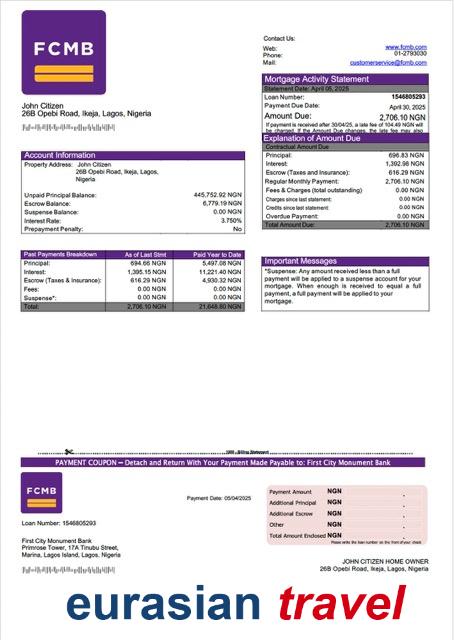 FCMB
Contact Us:
Web: www.fcmb.com
Phone: 01-2793030
Mail: customerservice@fcmb.com
John Citizen
26B Opebi Road, Ikeja, Lagos, Nigeria
Mortgage Activity Statement
Statement Date: April 05, 2025
Loan Number: 1546805293
Payment Due Date: April 30, 2025
Amount Due: 2,706.10 NGN
If payment is received after 30/04/25, a late fee of 104.49 NGN will
be charged. If the Amount Due changes, the late fee may also
Explanation of Amount Due
Contractual Amount Due
Principal: 696.83 NGN
Interest: 1,392.98 NGN
Escrow (Taxes and Insurance): 616.29 NGN
Regular Monthly Payment: 2,706.10 NGN
Fees & Charges (total outstanding) 0.00 NGN
Charges since last statement: 0.00 NGN
Credits since last statement: 0.00 NGN
Overdue Payment: 0.00 NGN
Total Amount Due: 2,706.10 NGN
Account Information
Property Address: John Citizen
26B Opebi Road, Ikeja, Lagos,
Nigeria
Unpaid Principal Balance: 445,752.92 NGN
Escrow Balance: 6,779.19 NGN
Suspense Balance: 0.00 NGN
Interest Rate: 3.750%
Prepayment Penalty: No
Past Payments Breakdown As of Last Stmt Paid Year to Date
Principal: 694.66 NGN 5,497.08 NGN
Interest: 1,395.15 NGN 11,221.40 NGN
Escrow (Taxes & Insurance): 616.29 NGN 4,930.32 NGN
Fees: 0.00 NGN 0.00 NGN
Suspense*: 0.00 NGN 0.00 NGN
Total: 2,706.10 NGN 21,648.80 NGN
Important Messages
*Suspense: Any amount received less than a full
payment will be applied to a suspense account for your
mortgage. When enough is received to equal a full
payment, a full payment will be applied to your
mortgage.
Billing Statement
PAYMENT COUPON – Detach and Return With Your Payment Made Payable to: First City Monument Bank
FCMB
Payment Date: 05/04/2025
Loan Number: 1546805293
First City Monument Bank
Primrose Tower, 17A Tinubu Street,
Marina, Lagos Island, Lagos, Nigeria
Payment Amount NGN .
Additional Principal NGN .
Additional Escrow NGN .
Other NGN .
Total Amount Enclosed NGN .
Please write the loan number on the front of your check.
JOHN CITIZEN HOME OWNER
26B Opebi Road, Ikeja, Lagos, Nigeria
eurasian travel